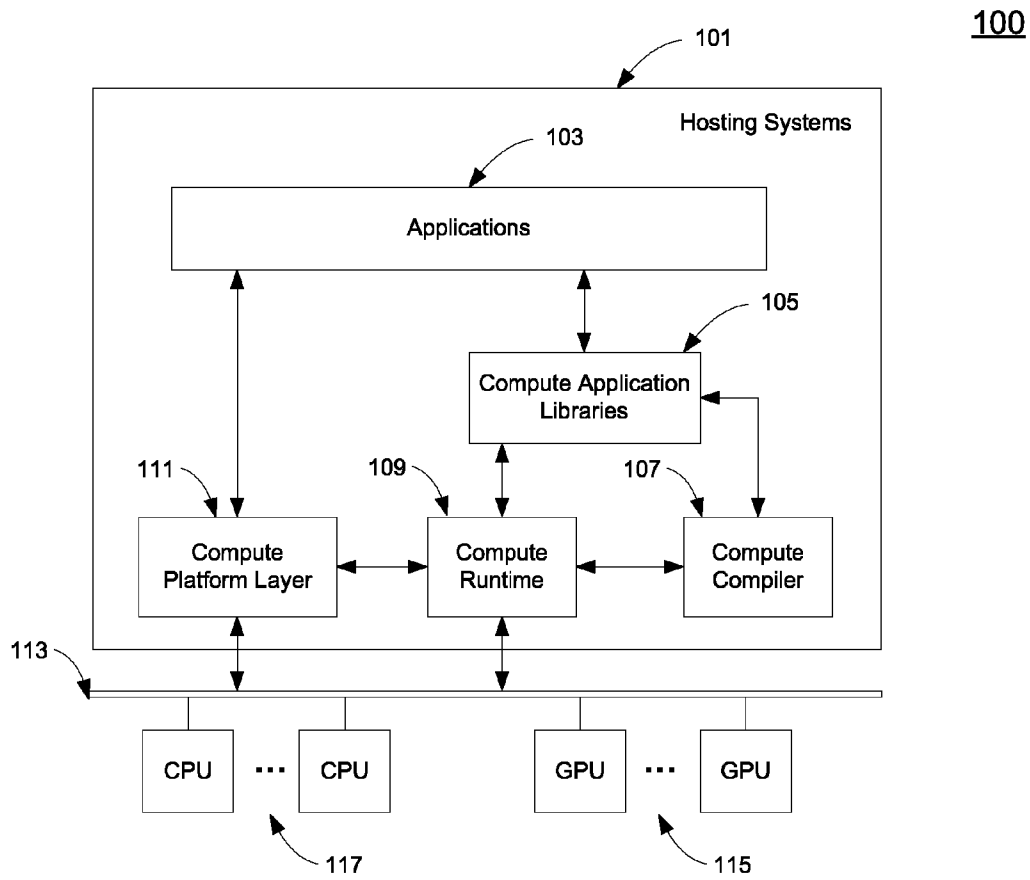 100
101
Hosting Systems
103
Applications
105
Compute Application
Libraries
111
109
107
Compute
Platform Layer
Compute
Runtime
Compute
Compiler
113
CPU
...
CPU
GPU
...
GPU
117
115